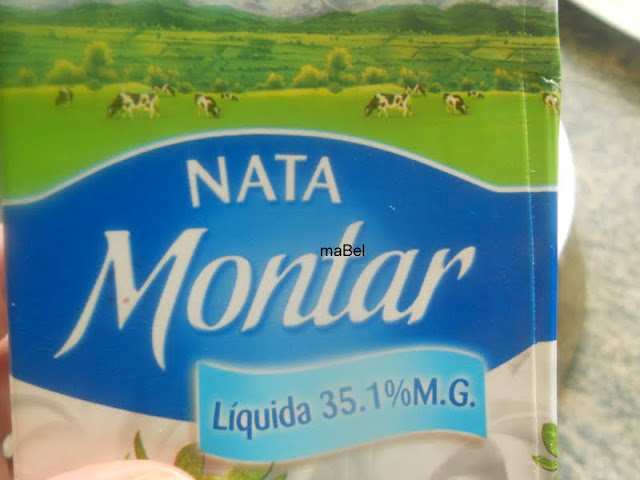 NATA
Montar
maBel
Líquida 35.1%M.G.